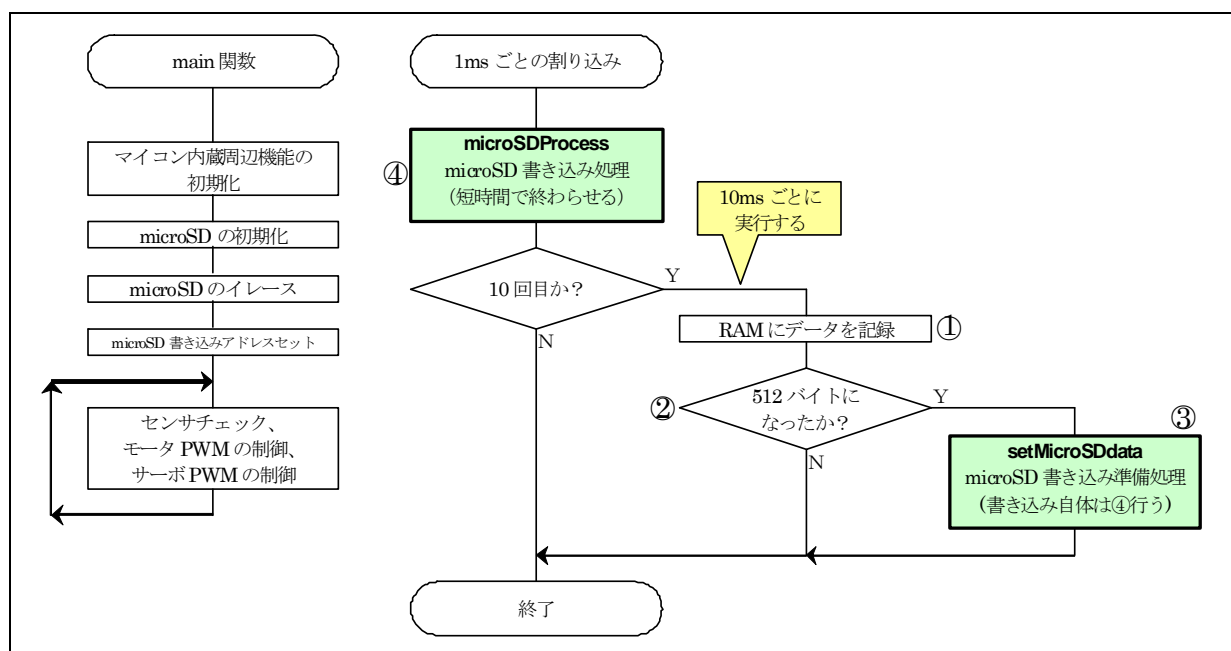 main 関数
マイコン内蔵周辺機能の
初期化
microSD の初期化
microSD のイレース
microSD 書き込みアドレスセット
センサチェック、
モータ PWM の制御、
サーボ PWM の制御
1ms ごとの割り込み
④
microSDProcess
microSD 書き込み処理
(短時間で終わらせる)
10ms ごとに
実行する
10 回目か？
Y
N
RAM にデータを記録
①
②
512 バイトに
なったか？
Y
N
③
setMicroSDdata
microSD 書き込み準備処理
(書き込み自体は④行う)
終了